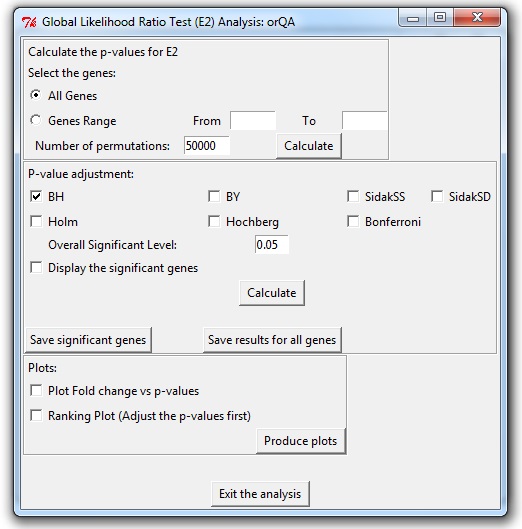 Global Likelihood Ratio Test (E2) Analysis: orQA
Calculate the p-values for E2
Select the genes:
All Genes
Genes Range From To
Number of permutations: 50000 Calculate
P-value adjustment:
BH BY SidakSS SidakSD
Holm Hochberg Bonferroni
Overall Significant Level: 0.05
Display the significant genes
Calculate
Save significant genes Save results for all genes
Plots:
Plot Fold change vs p-values
Ranking Plot (Adjust the p-values first)
Produce plots
Exit the analysis